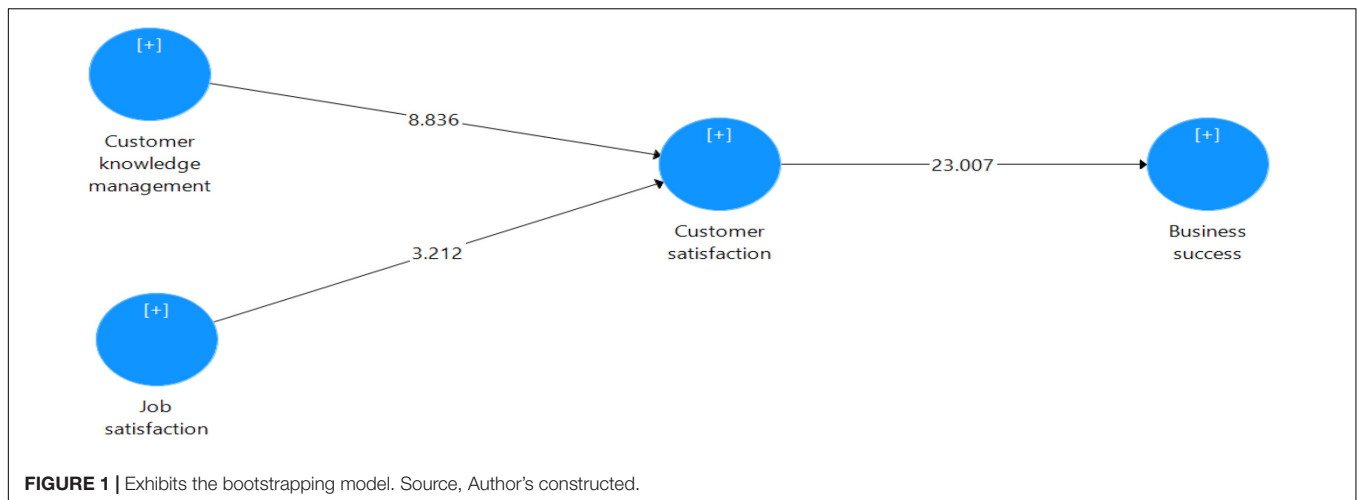 [+]
Customer
knowledge
management
8.836
[+]
Customer
satisfaction
23.007
[+]
Business
success
3.212
[+]
Job
satisfaction
FIGURE 1 | Exhibits the bootstrapping model. Source, Author's constructed.